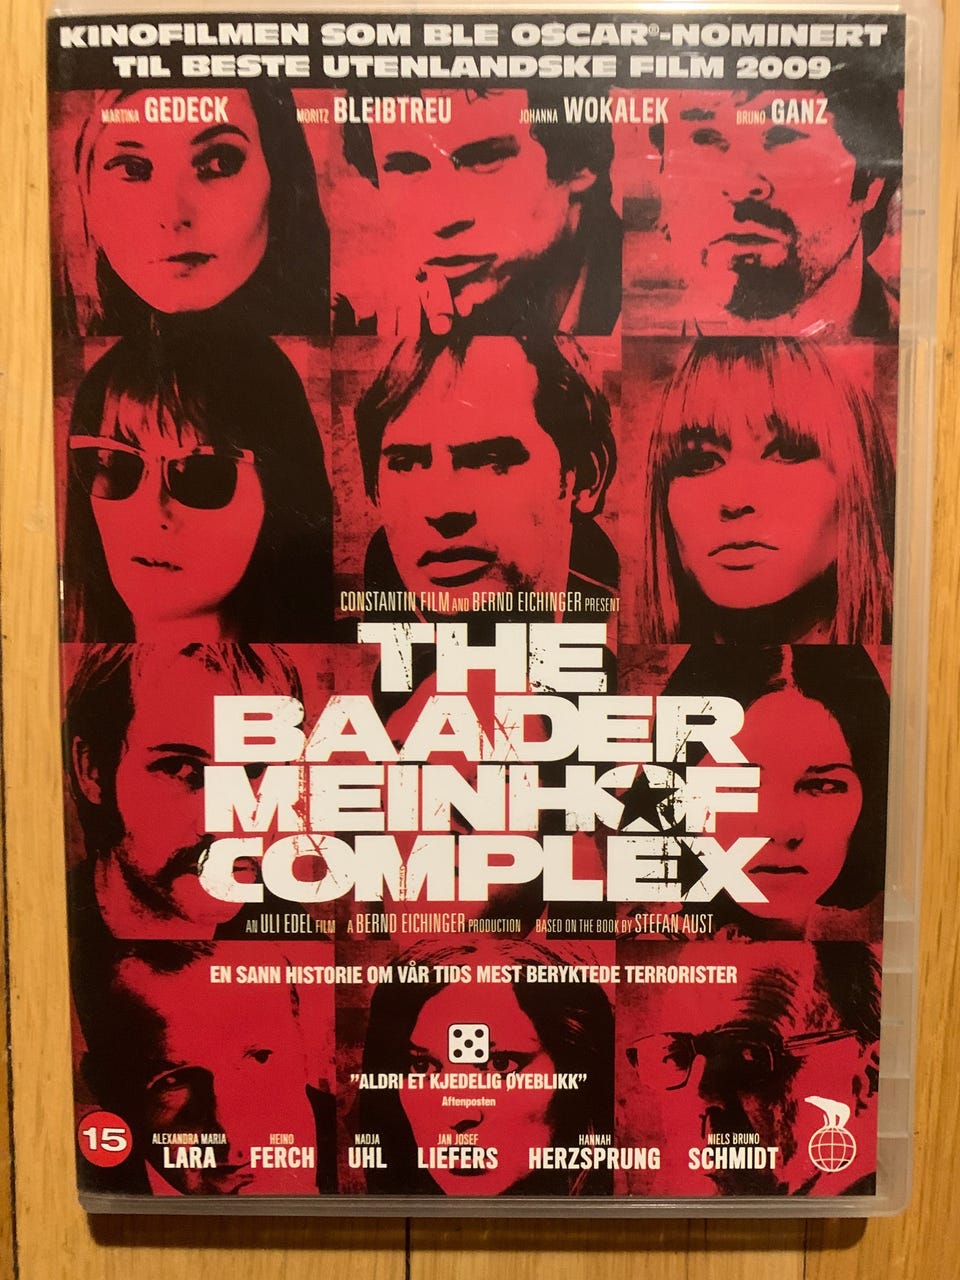 KINOFILMEN SOM BLE OSCAR®-NOMINERT
TIL BESTE UTENLANDSKE FILM 2009
MARTINA GEDECK MORITZ BLEIBTREU JOHANNA WOKALEK BRUNO GANZ
CONSTANTIN FILM AND BERND EICHINGER PRESENT
THE
BAADER
MEINHOF
COMPLEX
AN ULI EDEL FILM A BERND EICHINGER PRODUCTION BASED ON THE BOOK BY STEFAN AUST
EN SANN HISTORIE OM VÅR TIDS MEST BERYKTEDE TERRORISTER
"ALDRI ET KJEDELIG ØYEBLIKK"
Aftenposten
15
ALEXANDRA MARIA LARA HEINO FERCH NADJA UHL JAN JOSEF LIEFERS HANNAH HERZSPRUNG NIELS BRUNO SCHMIDT